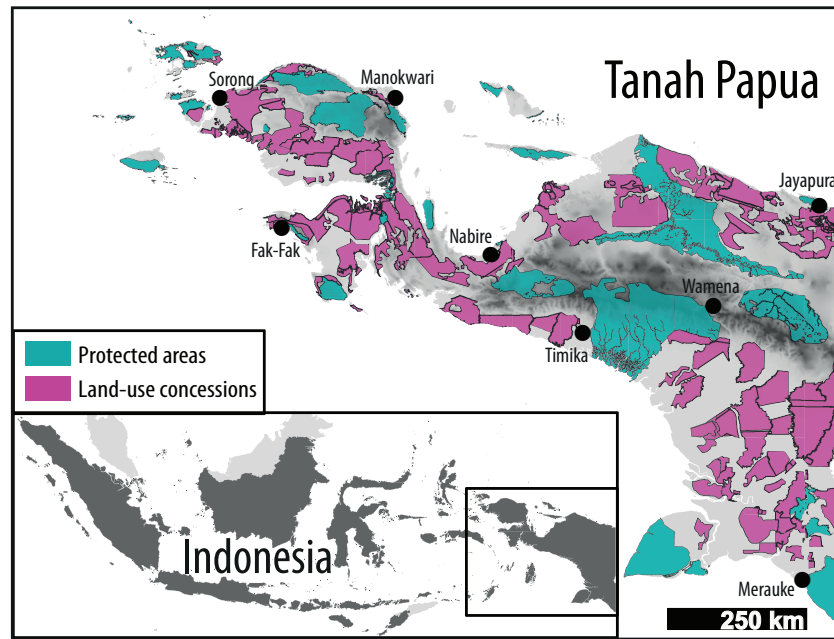 Tanah Papua
Sorong
Manokwari
Jayapura
Fak-Fak
Nabire
Wamena
Timika
Protected areas
Land-use concessions
Indonesia
Merauke
250 km